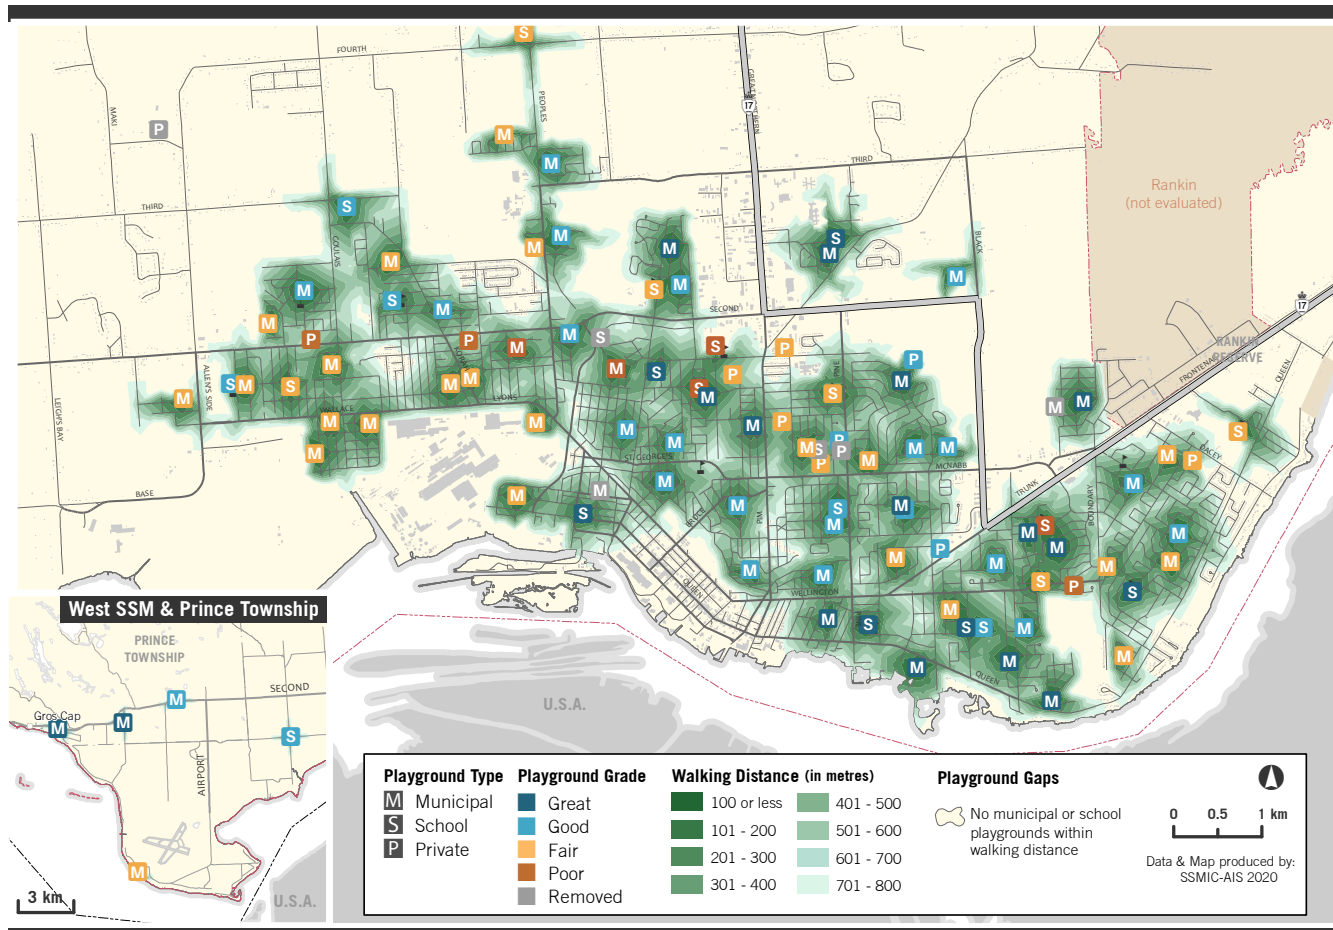 S
FOURTH
PEOPLES
GREAT NORTHERN
17
MAKI
P
M
M
THIRD
Rankin
(not evaluated)
THIRD
S
GOULAIS
M
M
M
S
M
BLACK
M
M
S
M
M
S
M
M
SECOND
17
M
P
P
M
M
S
S
P
P
RANKIN
RESERVE
FRONTENAC
QUEEN
ALLEN'S SIDE
M
S
M
S
M
M
M
M
S
S
M
P
PINE
S
M
M
M
LEIGH'S BAY
WALLACE
LYONS
M
M
M
M
M
M
M
P
M
S
P
P
P
M
M
M
MCNABB
S
M
P
LACEY
ST. GEORGE'S
BASE
M
M
M
S
BRUCE
M
PIM
S
M
M
TRUNK
BOUNDARY
M
M
S
M
M
M
P
M
M
M
M
M
S
P
M
S
WELLINGTON
QUEEN
M
S
M
S
S
M
M
M
M
QUEEN
M
U.S.A.
West SSM & Prince Township
PRINCE
TOWNSHIP
SECOND
M
Gros Cap
M
M
S
AIRPORT
M
3 km
U.S.A.
Playground Type
M Municipal
S School
P Private
Playground Grade
Great
Good
Fair
Poor
Removed
Walking Distance (in metres)
100 or less
101 - 200
201 - 300
301 - 400
401 - 500
501 - 600
601 - 700
701 - 800
Playground Gaps
No municipal or school
playgrounds within
walking distance
0 0.5 1 km
Data & Map produced by:
SSMIC-AIS 2020